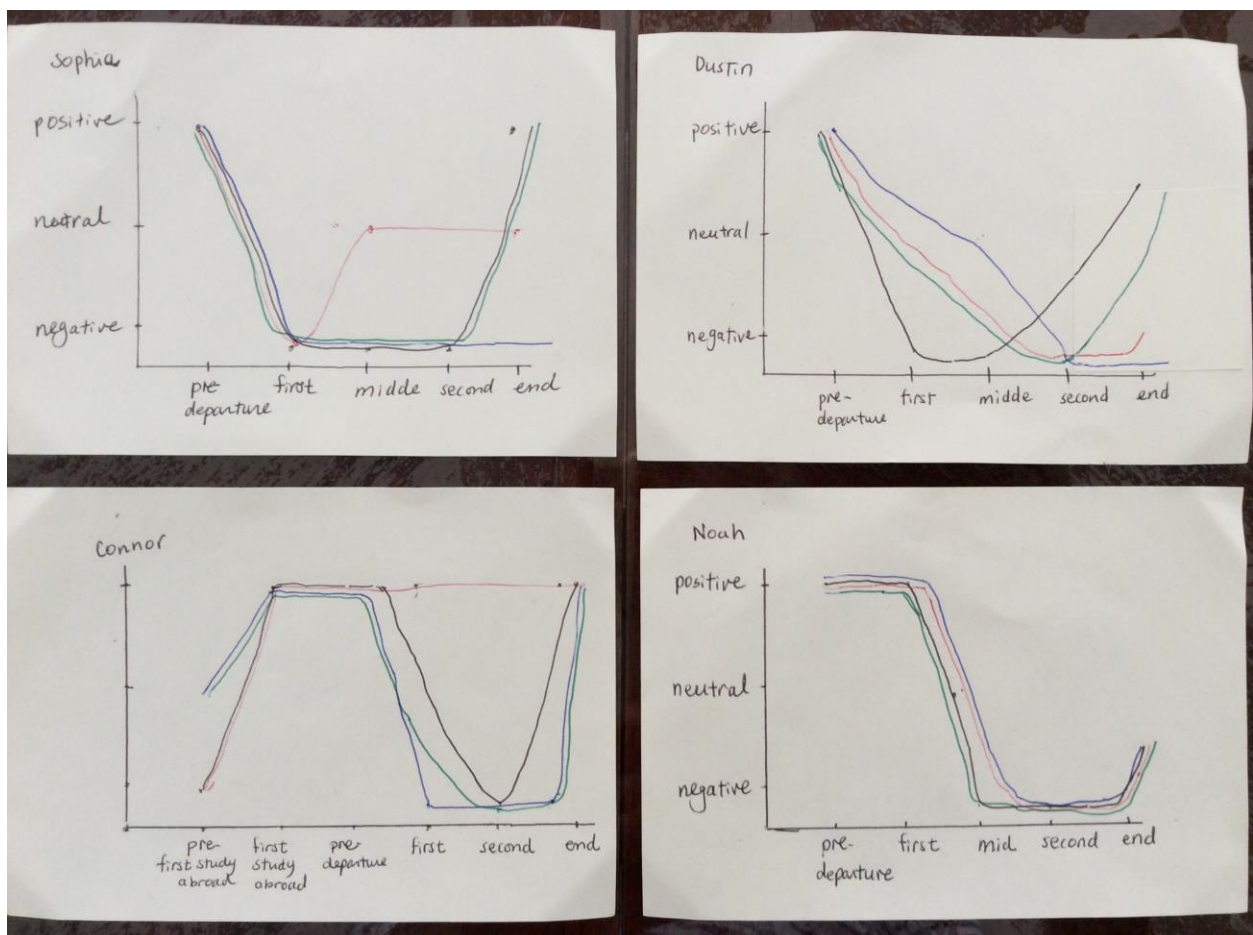 Sophia
positive
neutral
negative
pre
departure
first
midde
second
end
Dustin
positive
neutral
negative
pre-
departure
first
midde
second
end
Connor
pre-
first study
abroad
first
study
abroad
pre-
departure
first
second
end
Noah
positive
neutral
negative
pre-
departure
first
mid
second
end